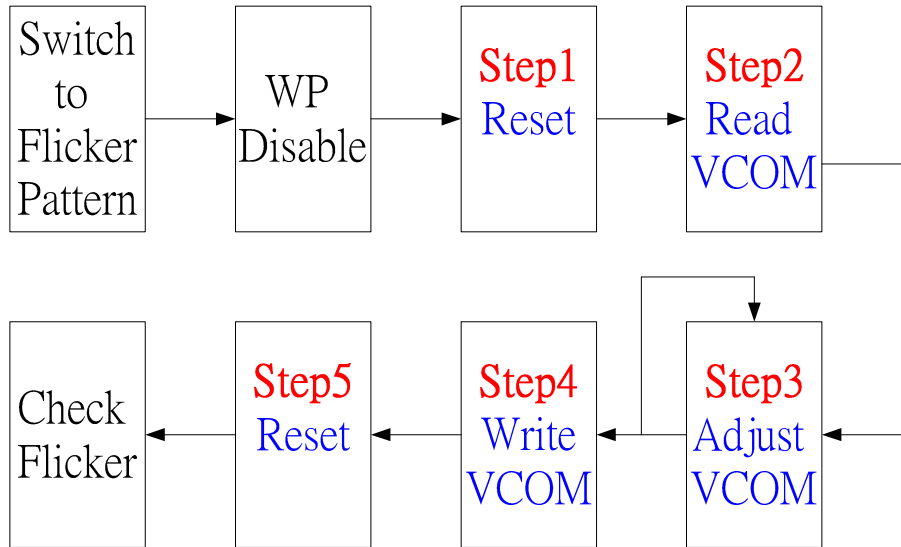 Switch
to
Flicker
Pattern
WP
Disable
Step1
Reset
Step2
Read
VCOM
Check
Flicker
Step5
Reset
Step4
Write
VCOM
Step3
Adjust
VCOM